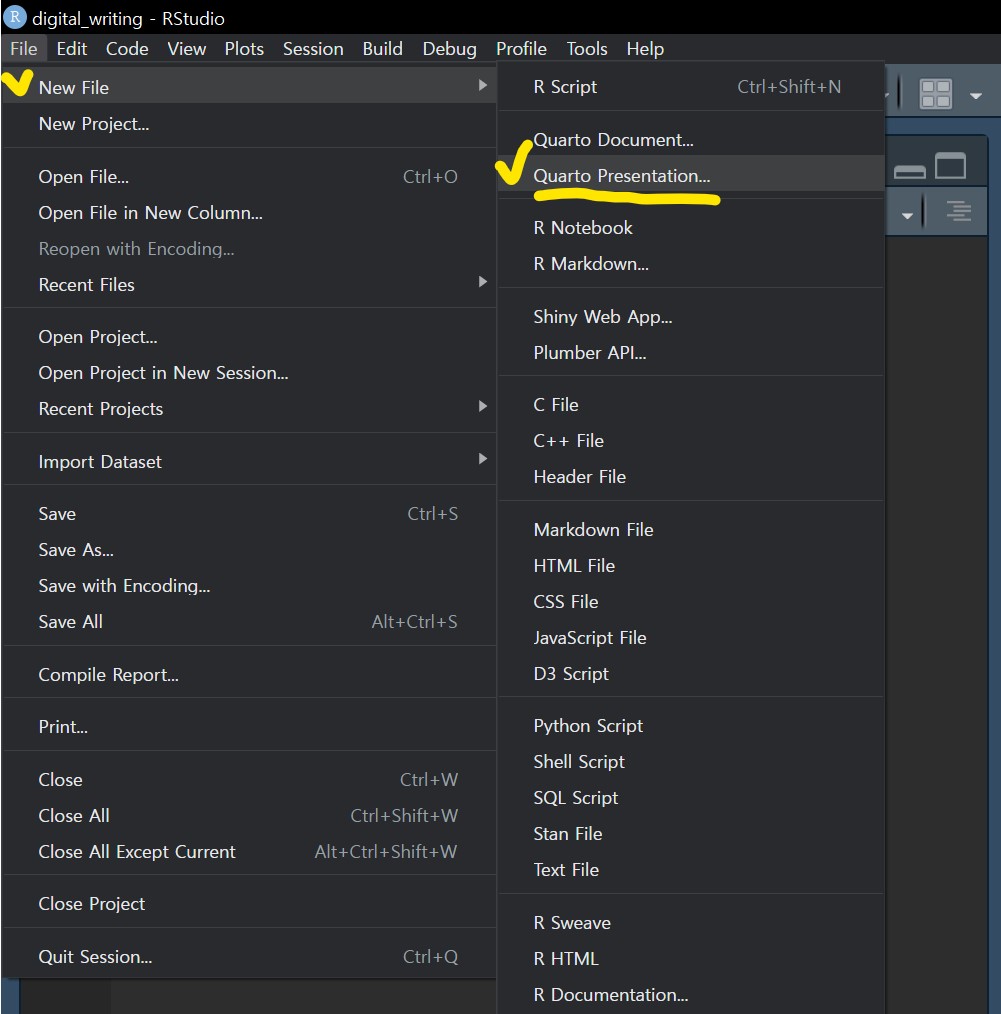 R digital_writing - RStudio
File Edit Code View Plots Session Build Debug Profile Tools Help
New File
New Project...
Open File... Ctrl+O
Open File in New Column...
Reopen with Encoding...
Recent Files
Open Project...
Open Project in New Session...
Recent Projects
Import Dataset
Save Ctrl+S
Save As...
Save with Encoding...
Save All Alt+Ctrl+S
Compile Report...
Print...
Close Ctrl+W
Close All Ctrl+Shift+W
Close All Except Current Alt+Ctrl+Shift+W
Close Project
Quit Session... Ctrl+Q
R Script Ctrl+Shift+N
Quarto Document...
Quarto Presentation...
R Notebook
R Markdown...
Shiny Web App...
Plumber API...
C File
C++ File
Header File
Markdown File
HTML File
CSS File
JavaScript File
D3 Script
Python Script
Shell Script
SQL Script
Stan File
Text File
R Sweave
R HTML
R Documentation...